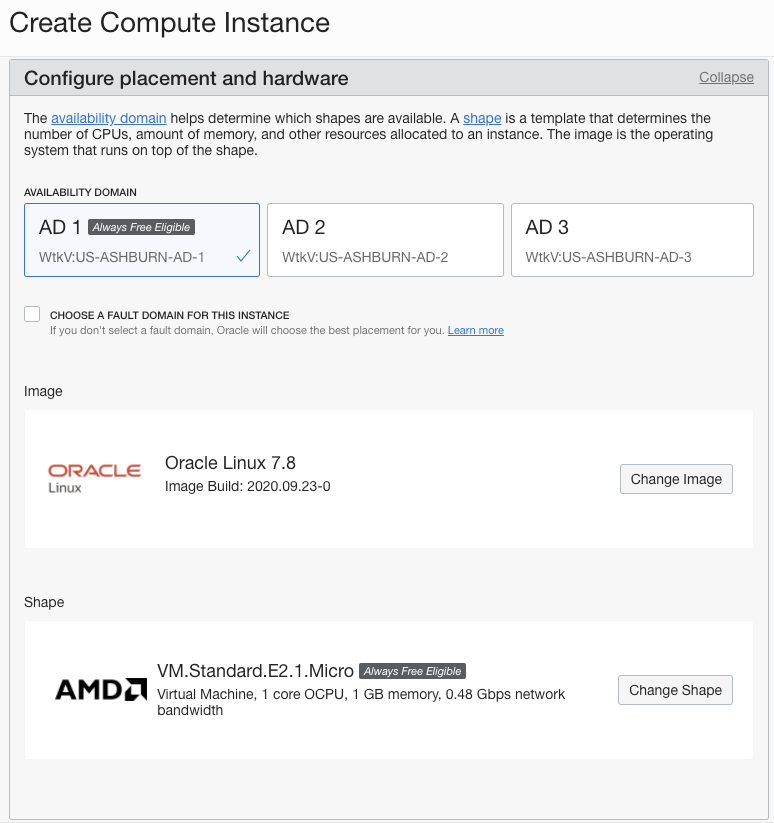 Create Compute Instance
Configure placement and hardware
Collapse
The availability domain helps determine which shapes are available. A shape is a template that determines the
number of CPUs, amount of memory, and other resources allocated to an instance. The image is the operating
system that runs on top of the shape.
AVAILABILITY DOMAIN
AD 1 Always Free Eligible
WtkV:US-ASHBURN-AD-1
AD 2
WtkV:US-ASHBURN-AD-2
AD 3
WtkV:US-ASHBURN-AD-3
CHOOSE A FAULT DOMAIN FOR THIS INSTANCE
If you don't select a fault domain, Oracle will choose the best placement for you. Learn more
Image
ORACLE
Linux
Oracle Linux 7.8
Image Build: 2020.09.23-0
Change Image
Shape
AMD
VM.Standard.E2.1.Micro Always Free Eligible
Virtual Machine, 1 core OCPU, 1 GB memory, 0.48 Gbps network
bandwidth
Change Shape